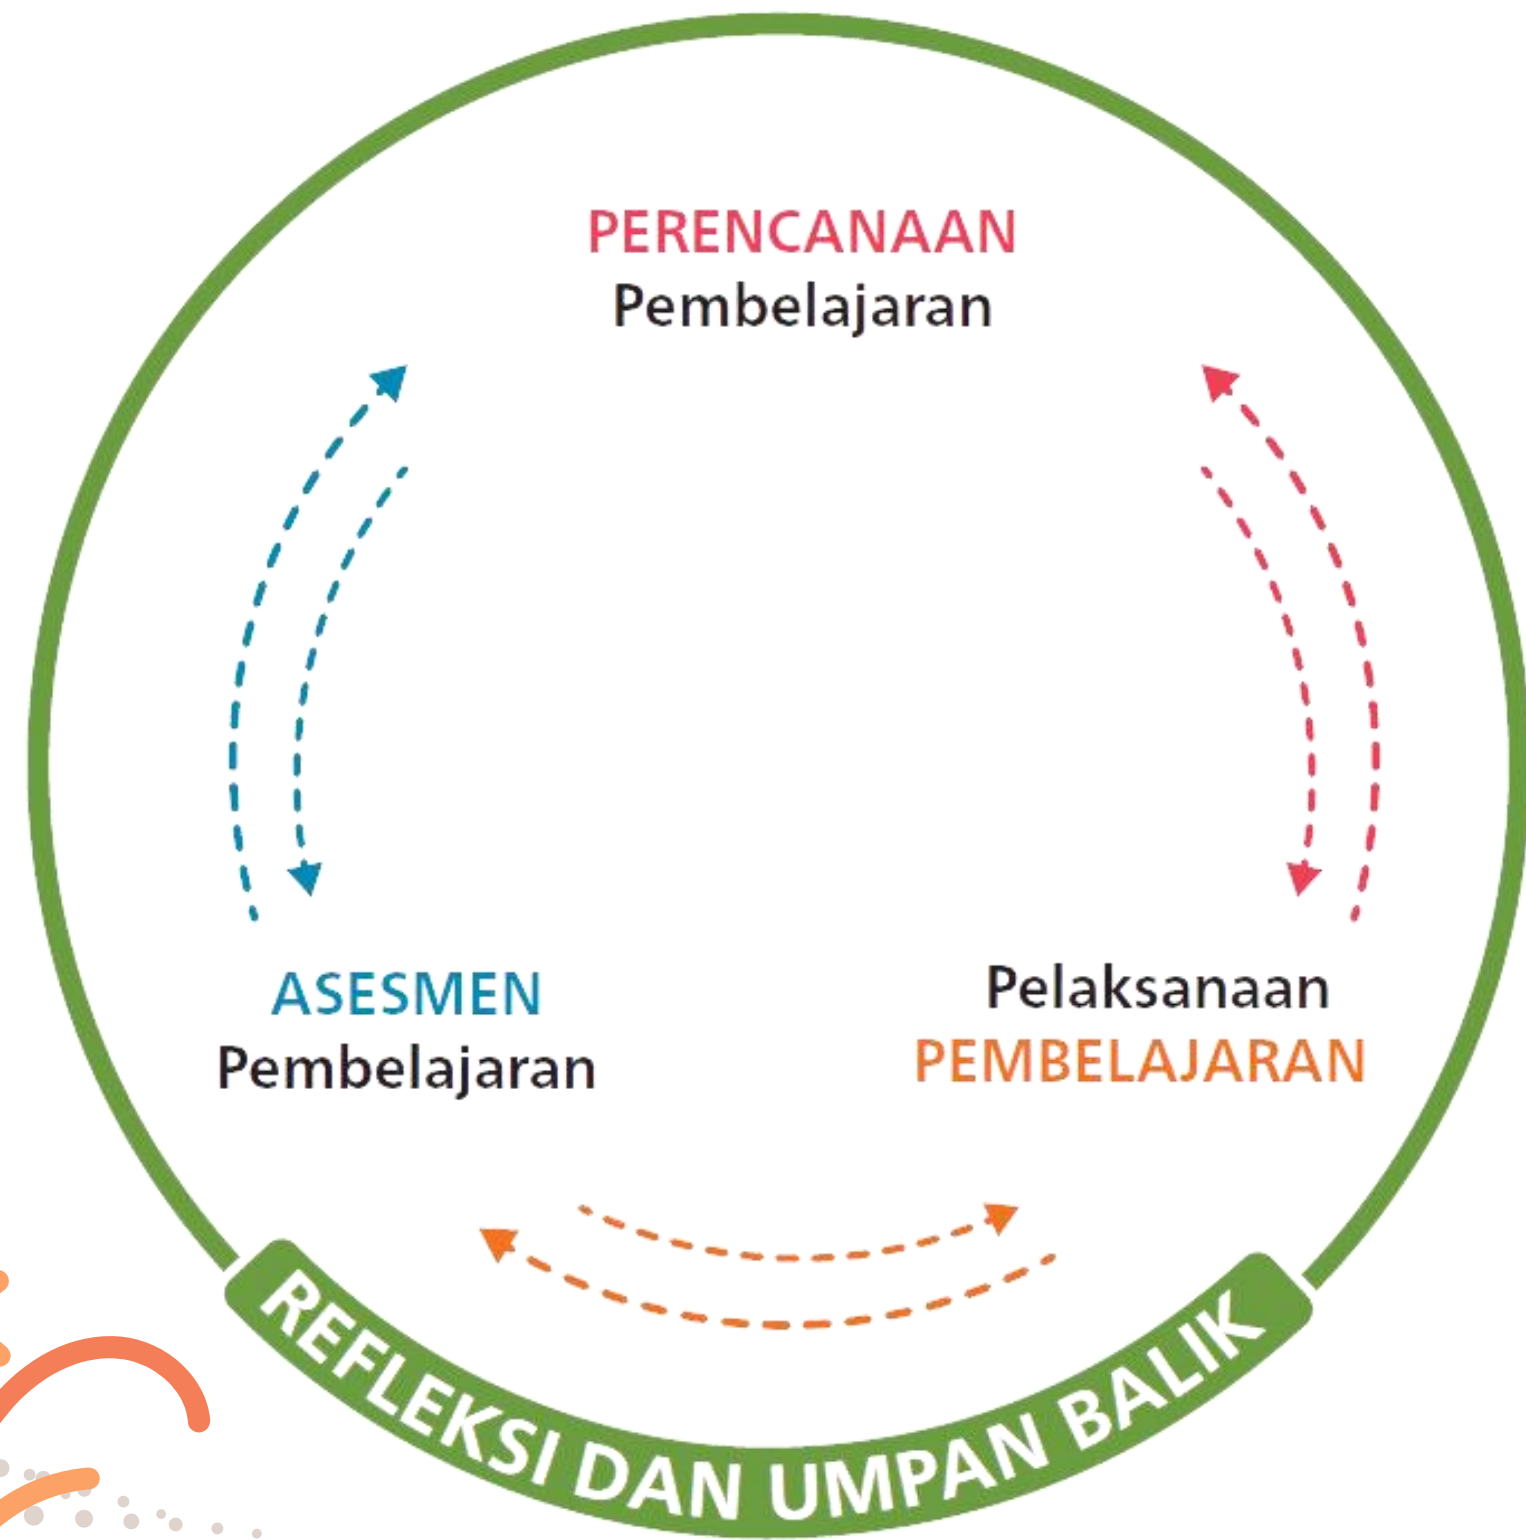 PERENCANAAN
Pembelajaran
ASESMEN
Pembelajaran
Pelaksanaan
PEMBELAJARAN
REFLEKSI DAN UMPAN BALIK